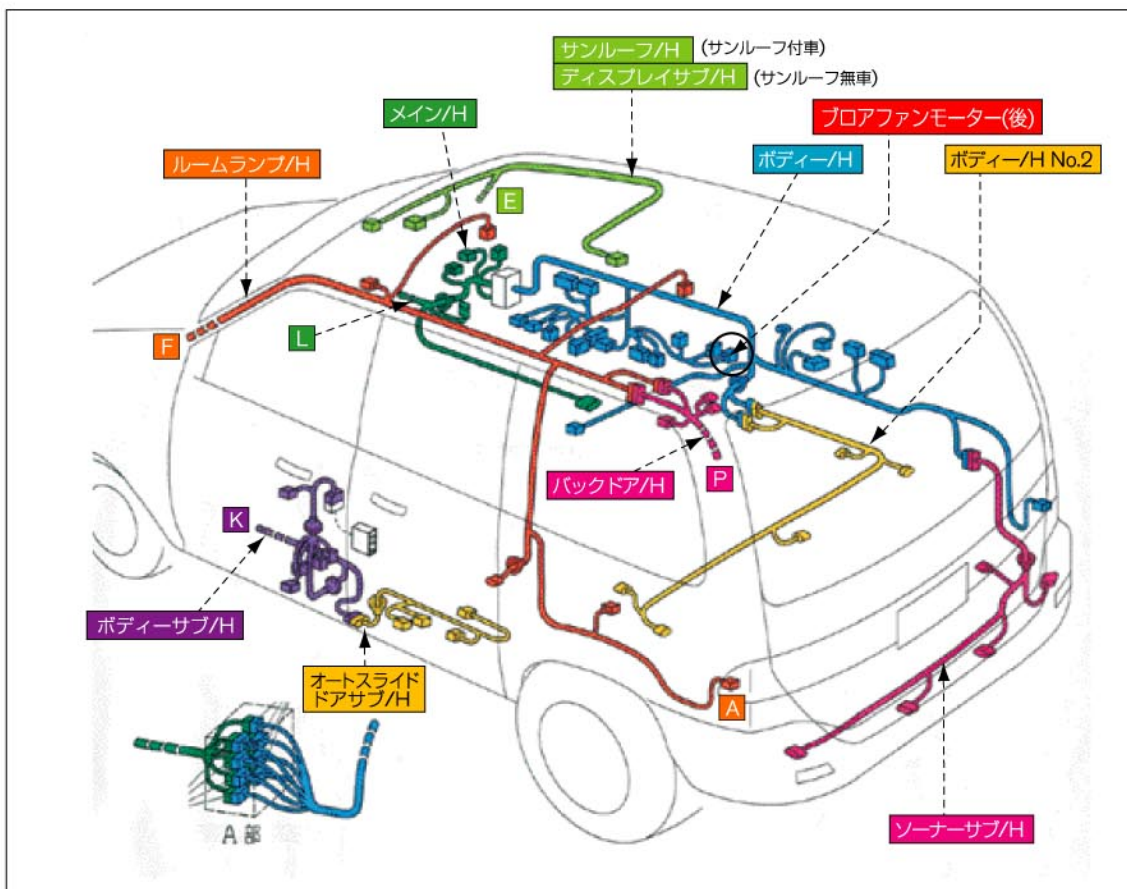 サンルーフ/H (サンルーフ付車)
ディスプレイサブ/H (サンルーフ無車)
メイン/H
ブロアファンモーター(後)
ルームランプ/H
ボディー/H
ボディー/H No.2
E
L
F
バックドア/H
P
K
ボディーサブ/H
オートスライド
ドアサブ/H
A
A 部
ソーナーサブ/H